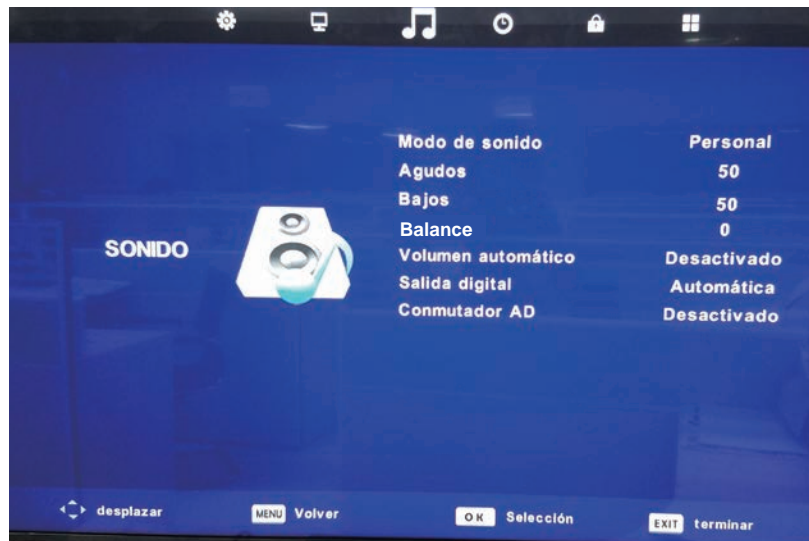 Modo de sonido Personal
Agudos 50
Bajos 50
Balance 0
SONIDO
Volumen automático Desactivado
Salida digital Automática
Conmutador AD Desactivado
desplazar MENU Volver OK Selección EXIT terminar